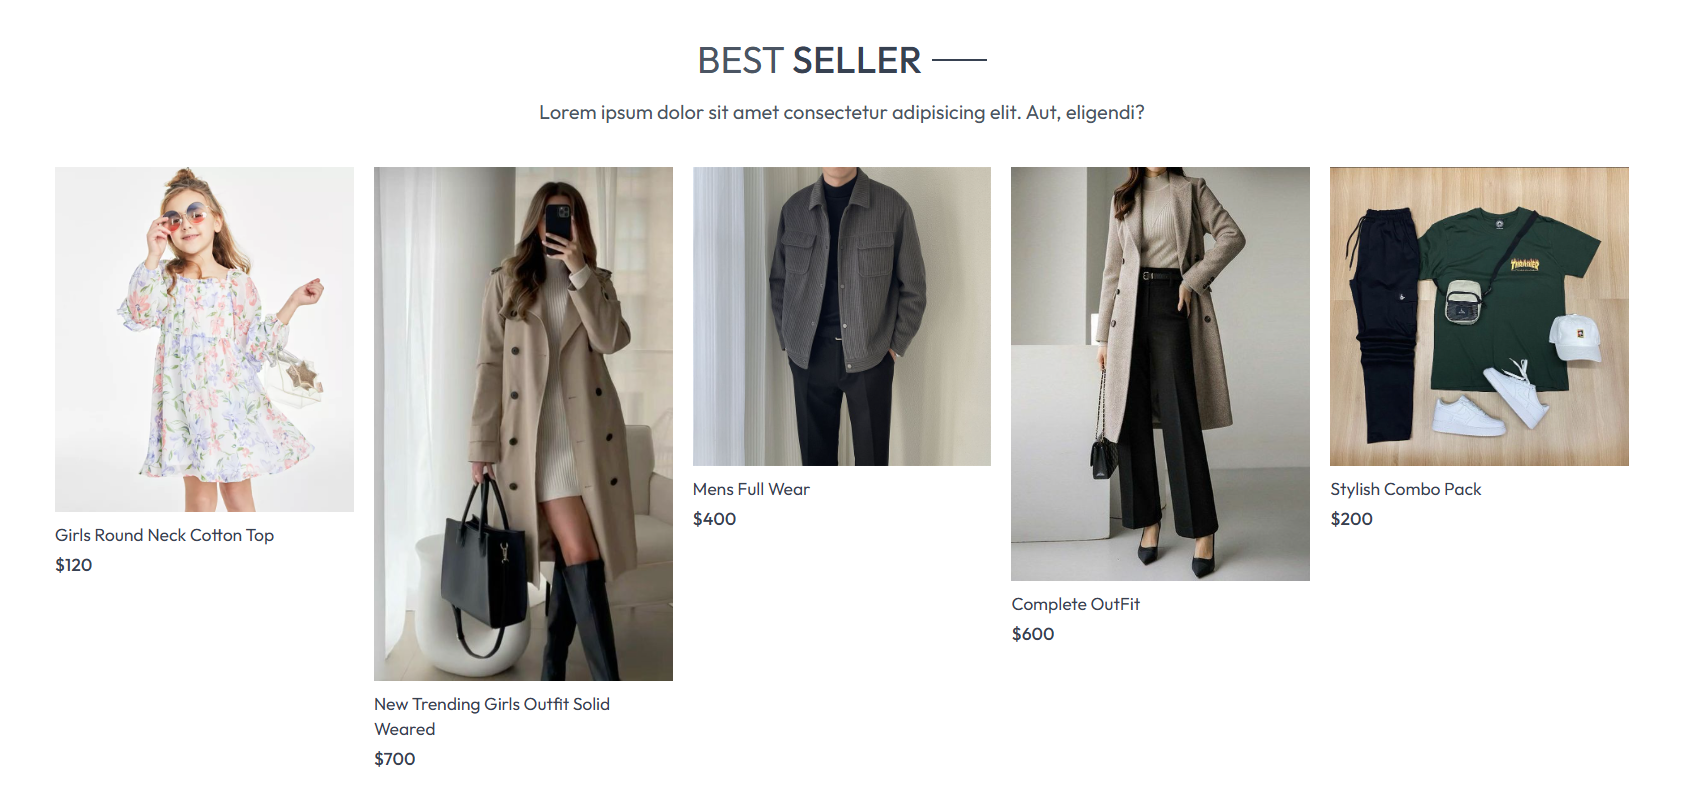 BEST SELLER
Lorem ipsum dolor sit amet consectetur adipisicing elit. Aut, eligendi?
THRASHER
Girls Round Neck Cotton Top
$120
New Trending Girls Outfit Solid
Weared
$700
Mens Full Wear
$400
Complete OutFit
$600
Stylish Combo Pack
$200